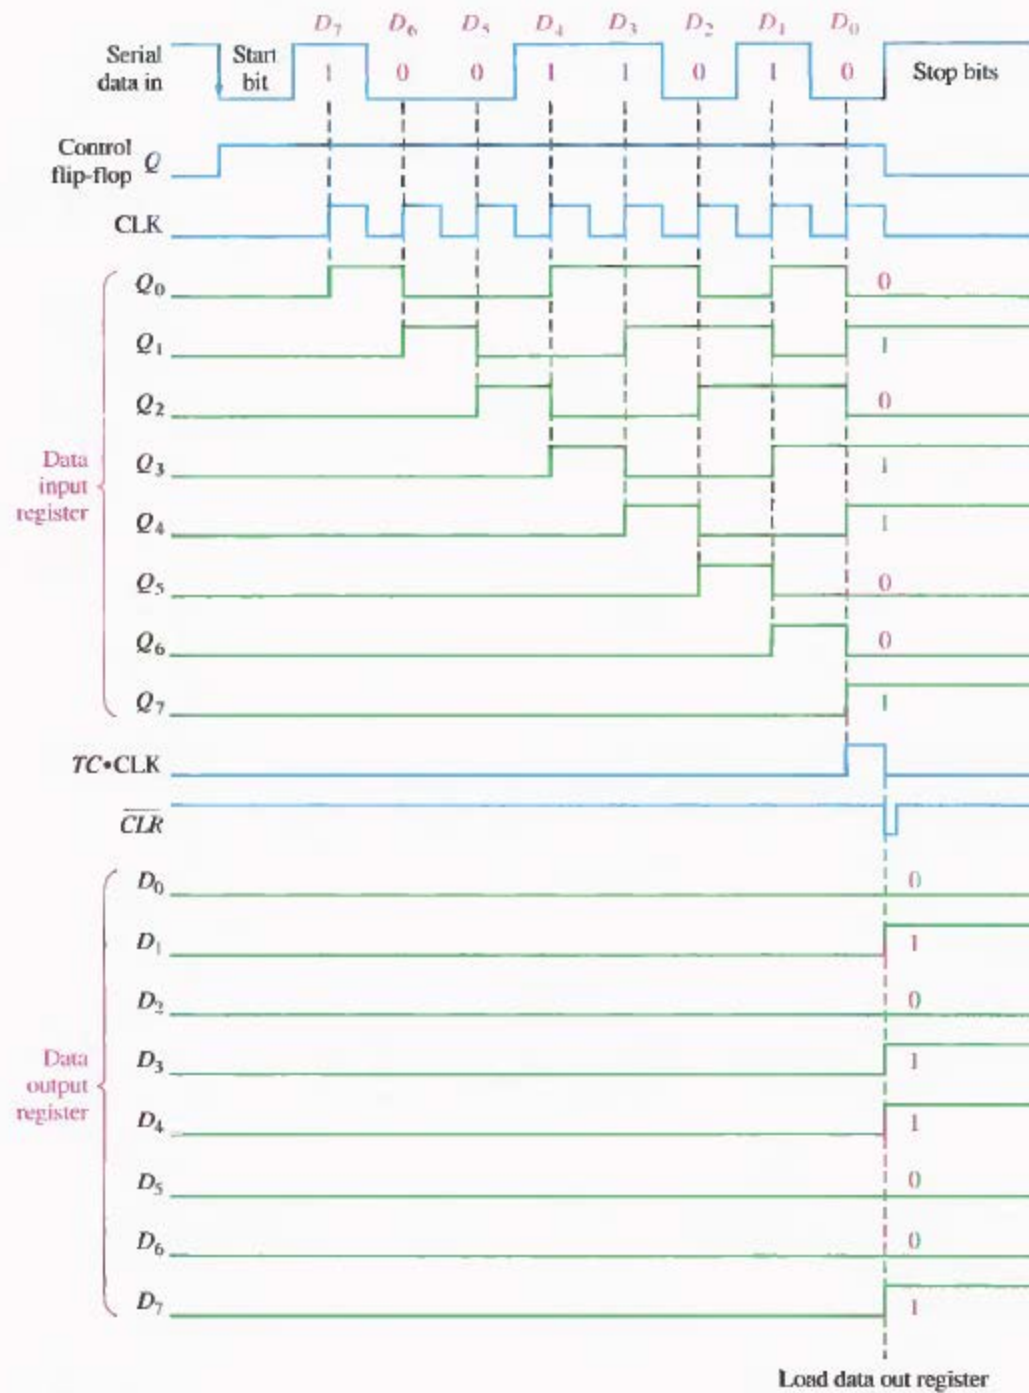 D₇ D₆ D₅ D₄ D₃ D₂ D₁ D₀
Serial
data in
Start
bit
1 0 0 1 1 0 1 0
Stop bits
Control
flip-flop
Q
CLK
Q₀ 0
Q₁ 1
Q₂ 0
Data
input
register
Q₃ 1
Q₄ 1
Q₅ 0
Q₆ 0
Q₇ 1
TC•CLK
C̅L̅R̅
D₀ 0
D₁ 1
D₂ 0
Data
output
register
D₃ 1
D₄ 1
D₅ 0
D₆ 0
D₇ 1
Load data out register